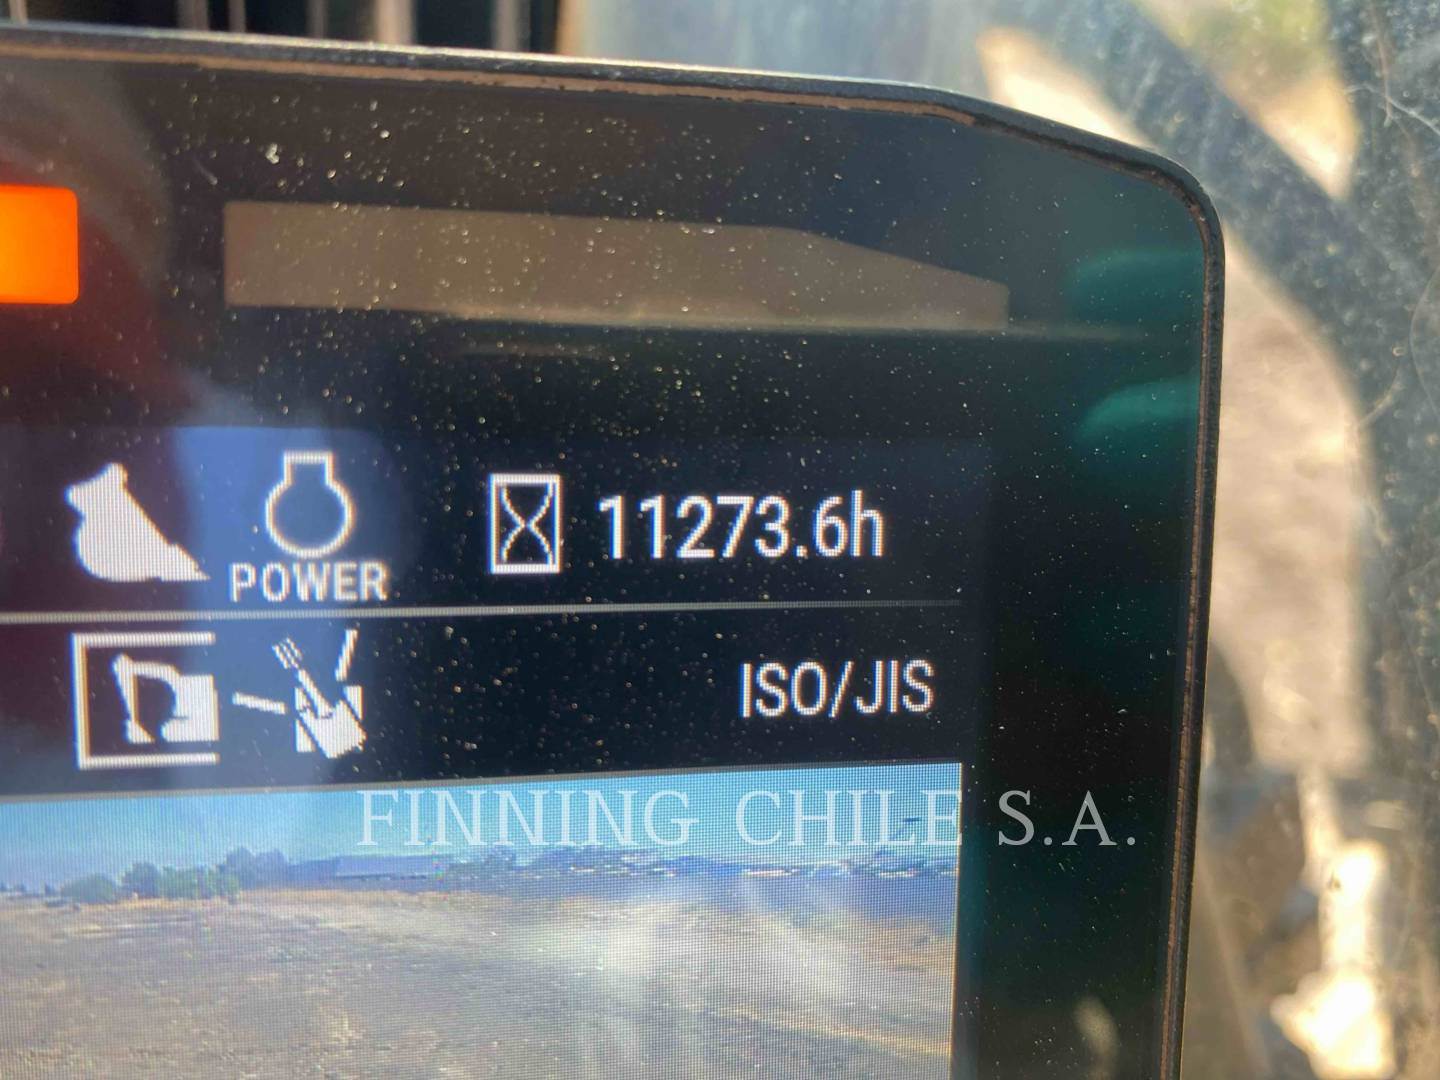 11273.6h
POWER
ISO/JIS
FINNING CHILE S.A.